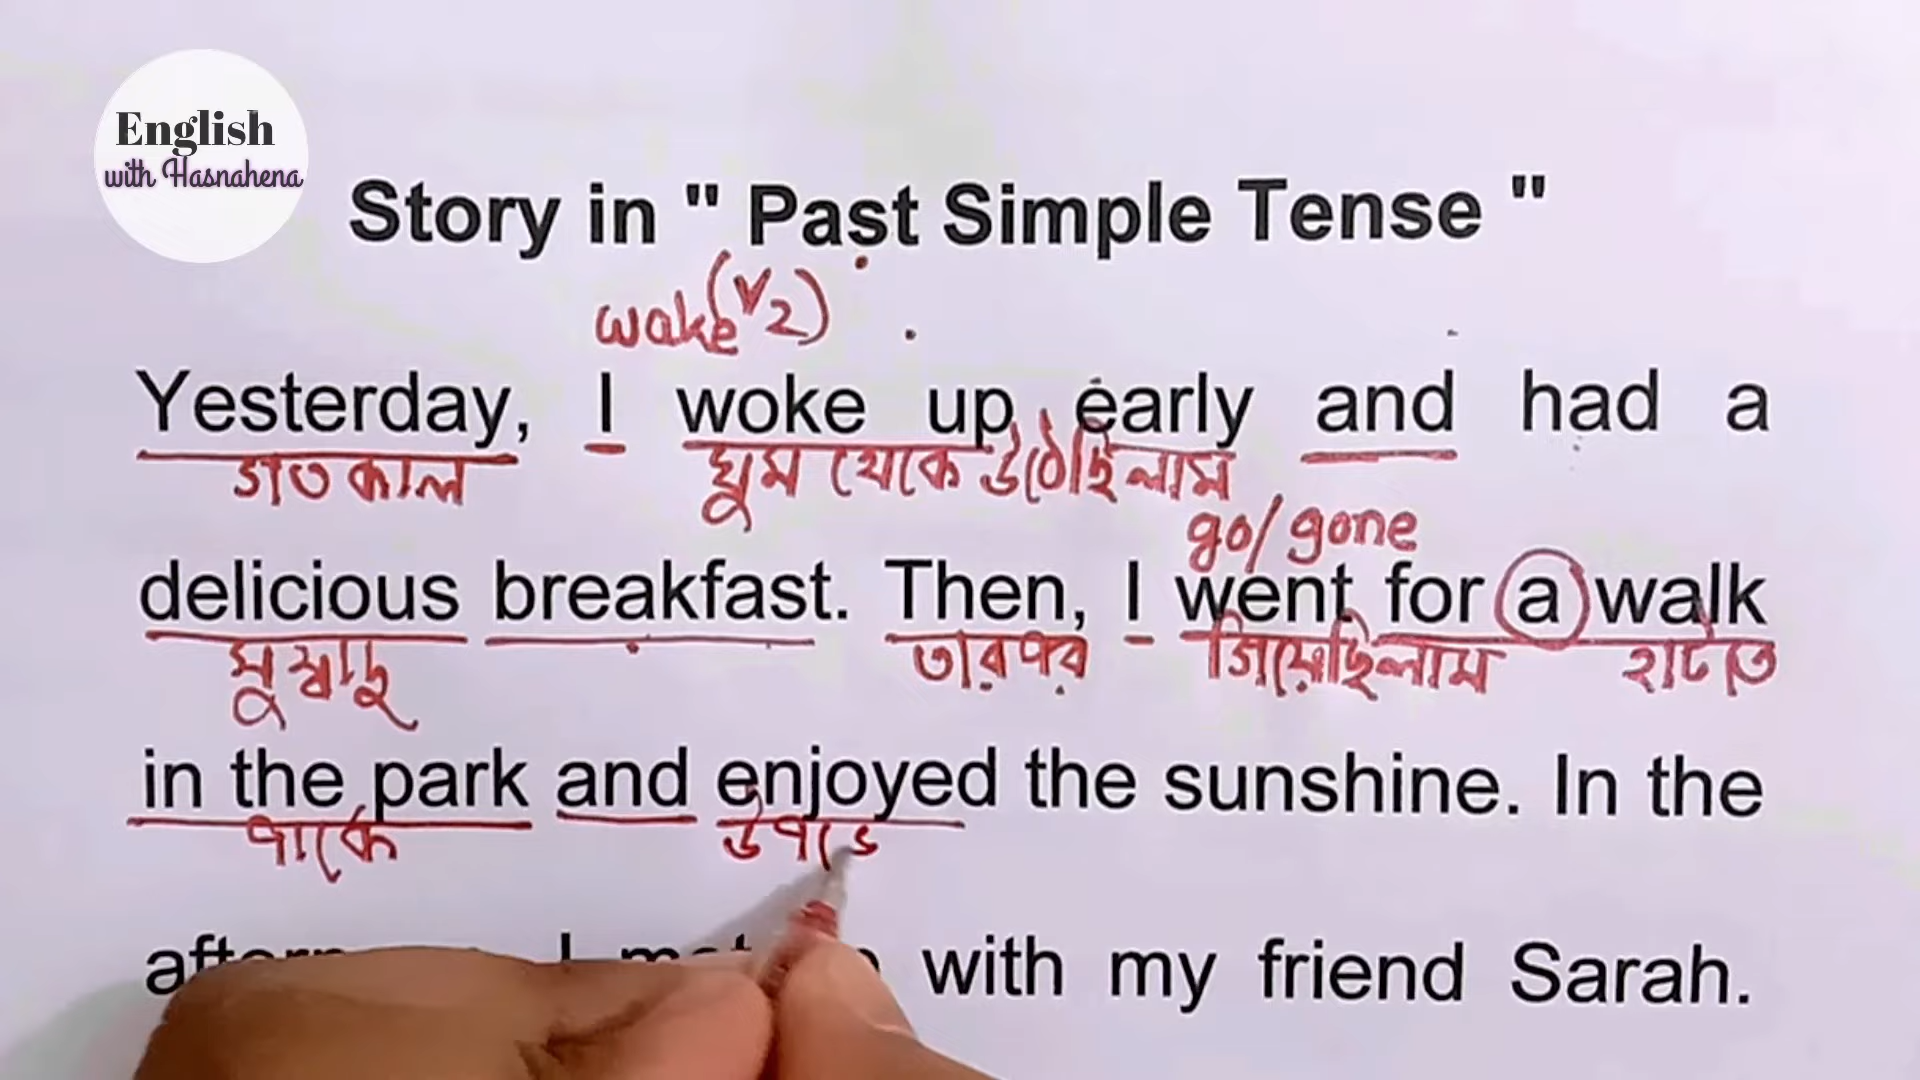 English
with Hasnahena
Story in " Past Simple Tense "
wake (V2)
Yesterday, I woke up early and had a
গতকাল ঘুম থেকে উঠেছিলাম
go/gone
delicious breakfast. Then, I went for a walk
সুস্বাদু তারপর গিয়েছিলাম হাটতে
in the park and enjoyed the sunshine. In the
পার্কে উপভে
I with my friend Sarah.